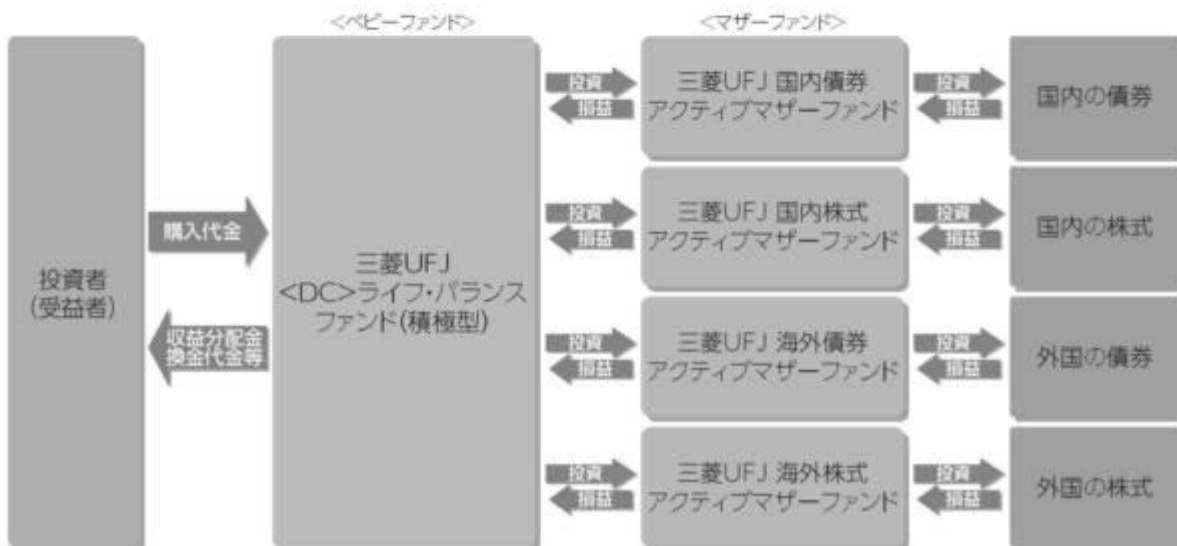 <ベビーファンド>
<マザーファンド>
投資者
(受益者)
購入代金
収益分配金
換金代金等
三菱UFJ
<DC>ライフ・バランス
ファンド(積極型)
投資
損益
三菱UFJ 国内債券
アクティブマザーファンド
投資
損益
国内の債券
投資
損益
三菱UFJ 国内株式
アクティブマザーファンド
投資
損益
国内の株式
投資
損益
三菱UFJ 海外債券
アクティブマザーファンド
投資
損益
外国の債券
投資
損益
三菱UFJ 海外株式
アクティブマザーファンド
投資
損益
外国の株式